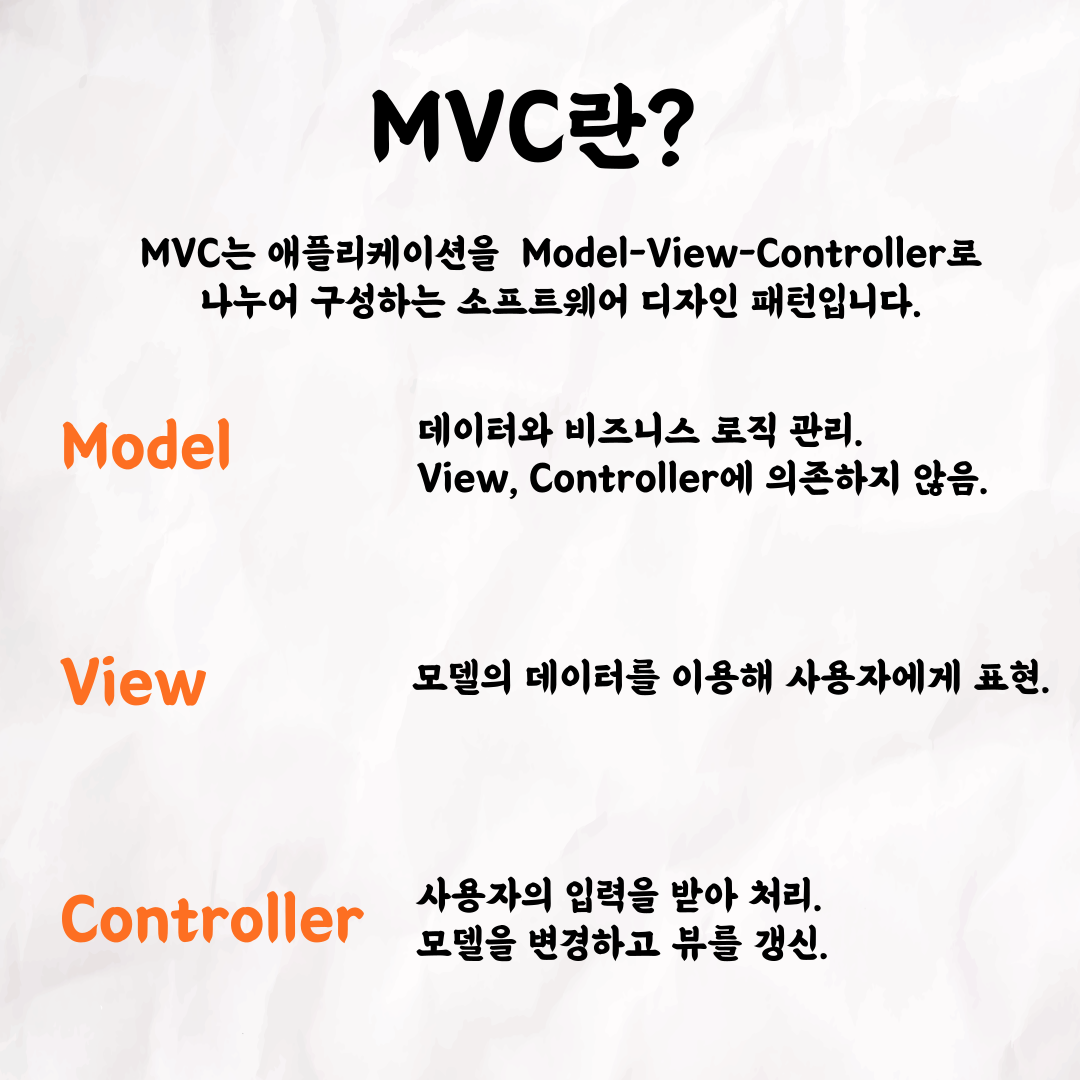 MVC란?
MVC는 애플리케이션을 Model-View-Controller로
나누어 구성하는 소프트웨어 디자인 패턴입니다.
Model
데이터와 비즈니스 로직 관리.
View, Controller에 의존하지 않음.
View
모델의 데이터를 이용해 사용자에게 표현.
Controller
사용자의 입력을 받아 처리.
모델을 변경하고 뷰를 갱신.